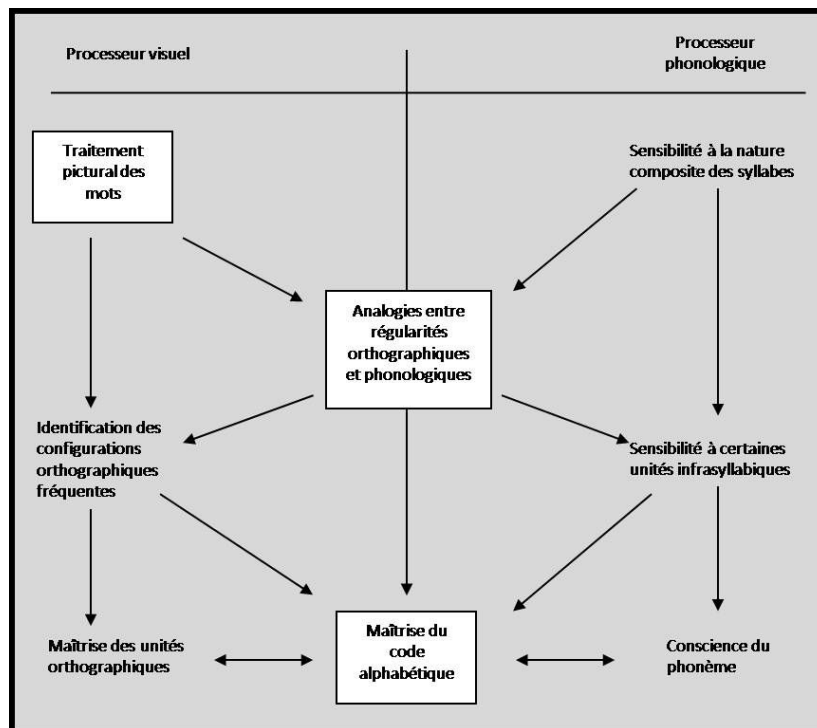 Processeur visuel
Processeur
phonologique
Traitement
pictural des
mots
Sensibilité à la nature
composite des syllabes
Analogies entre
régularités
orthographiques
et phonologiques
Identification des
configurations
orthographiques
fréquentes
Sensibilité à certaines
unités infrasyllabiques
Maîtrise des unités
orthographiques
Maîtrise du
code
alphabétique
Conscience du
phonème